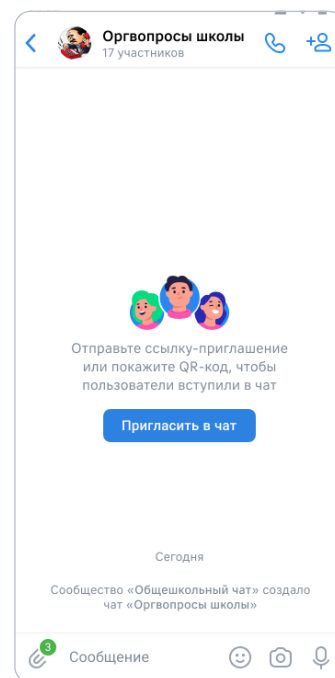 Оргвопросы школы
17 участников
Отправьте ссылку-приглашение
или покажите QR-код, чтобы
пользователи вступили в чат
Пригласить в чат
Сегодня
Сообщество «Общешкольный чат» создало
чат «Оргвопросы школы»
3
Сообщение